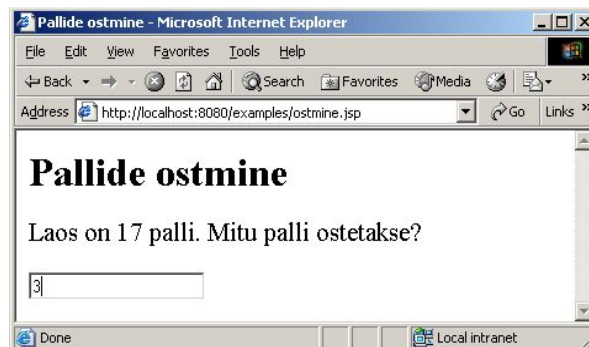 Pallide ostmine - Microsoft Internet Explorer
File Edit View Favorites Tools Help
Back Search Favorites Media »
Address http://localhost:8080/examples/ostmine.jsp Go Links »
Pallide ostmine
Laos on 17 palli. Mitu palli ostetakse?
3
Done Local intranet